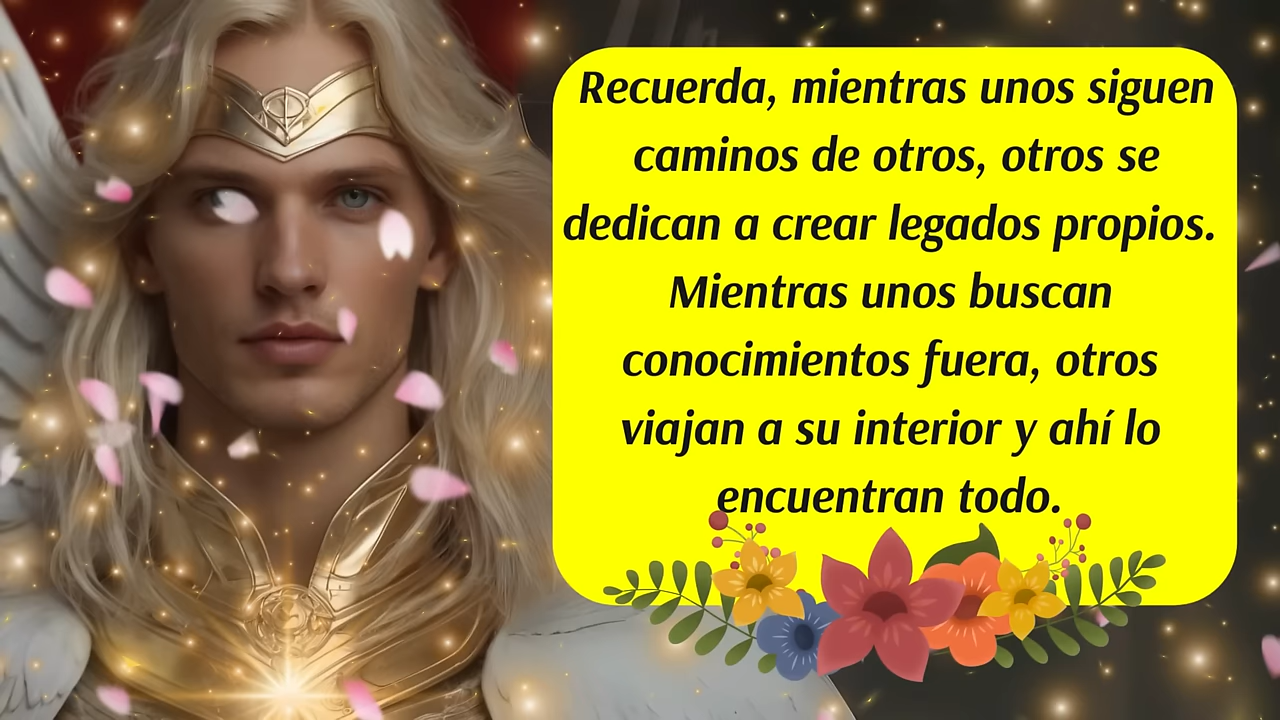 Recuerda, mientras unos siguen
caminos de otros, otros se
dedican a crear legados propios.
Mientras unos buscan
conocimientos fuera, otros
viajan a su interior y ahí lo
encuentran todo.